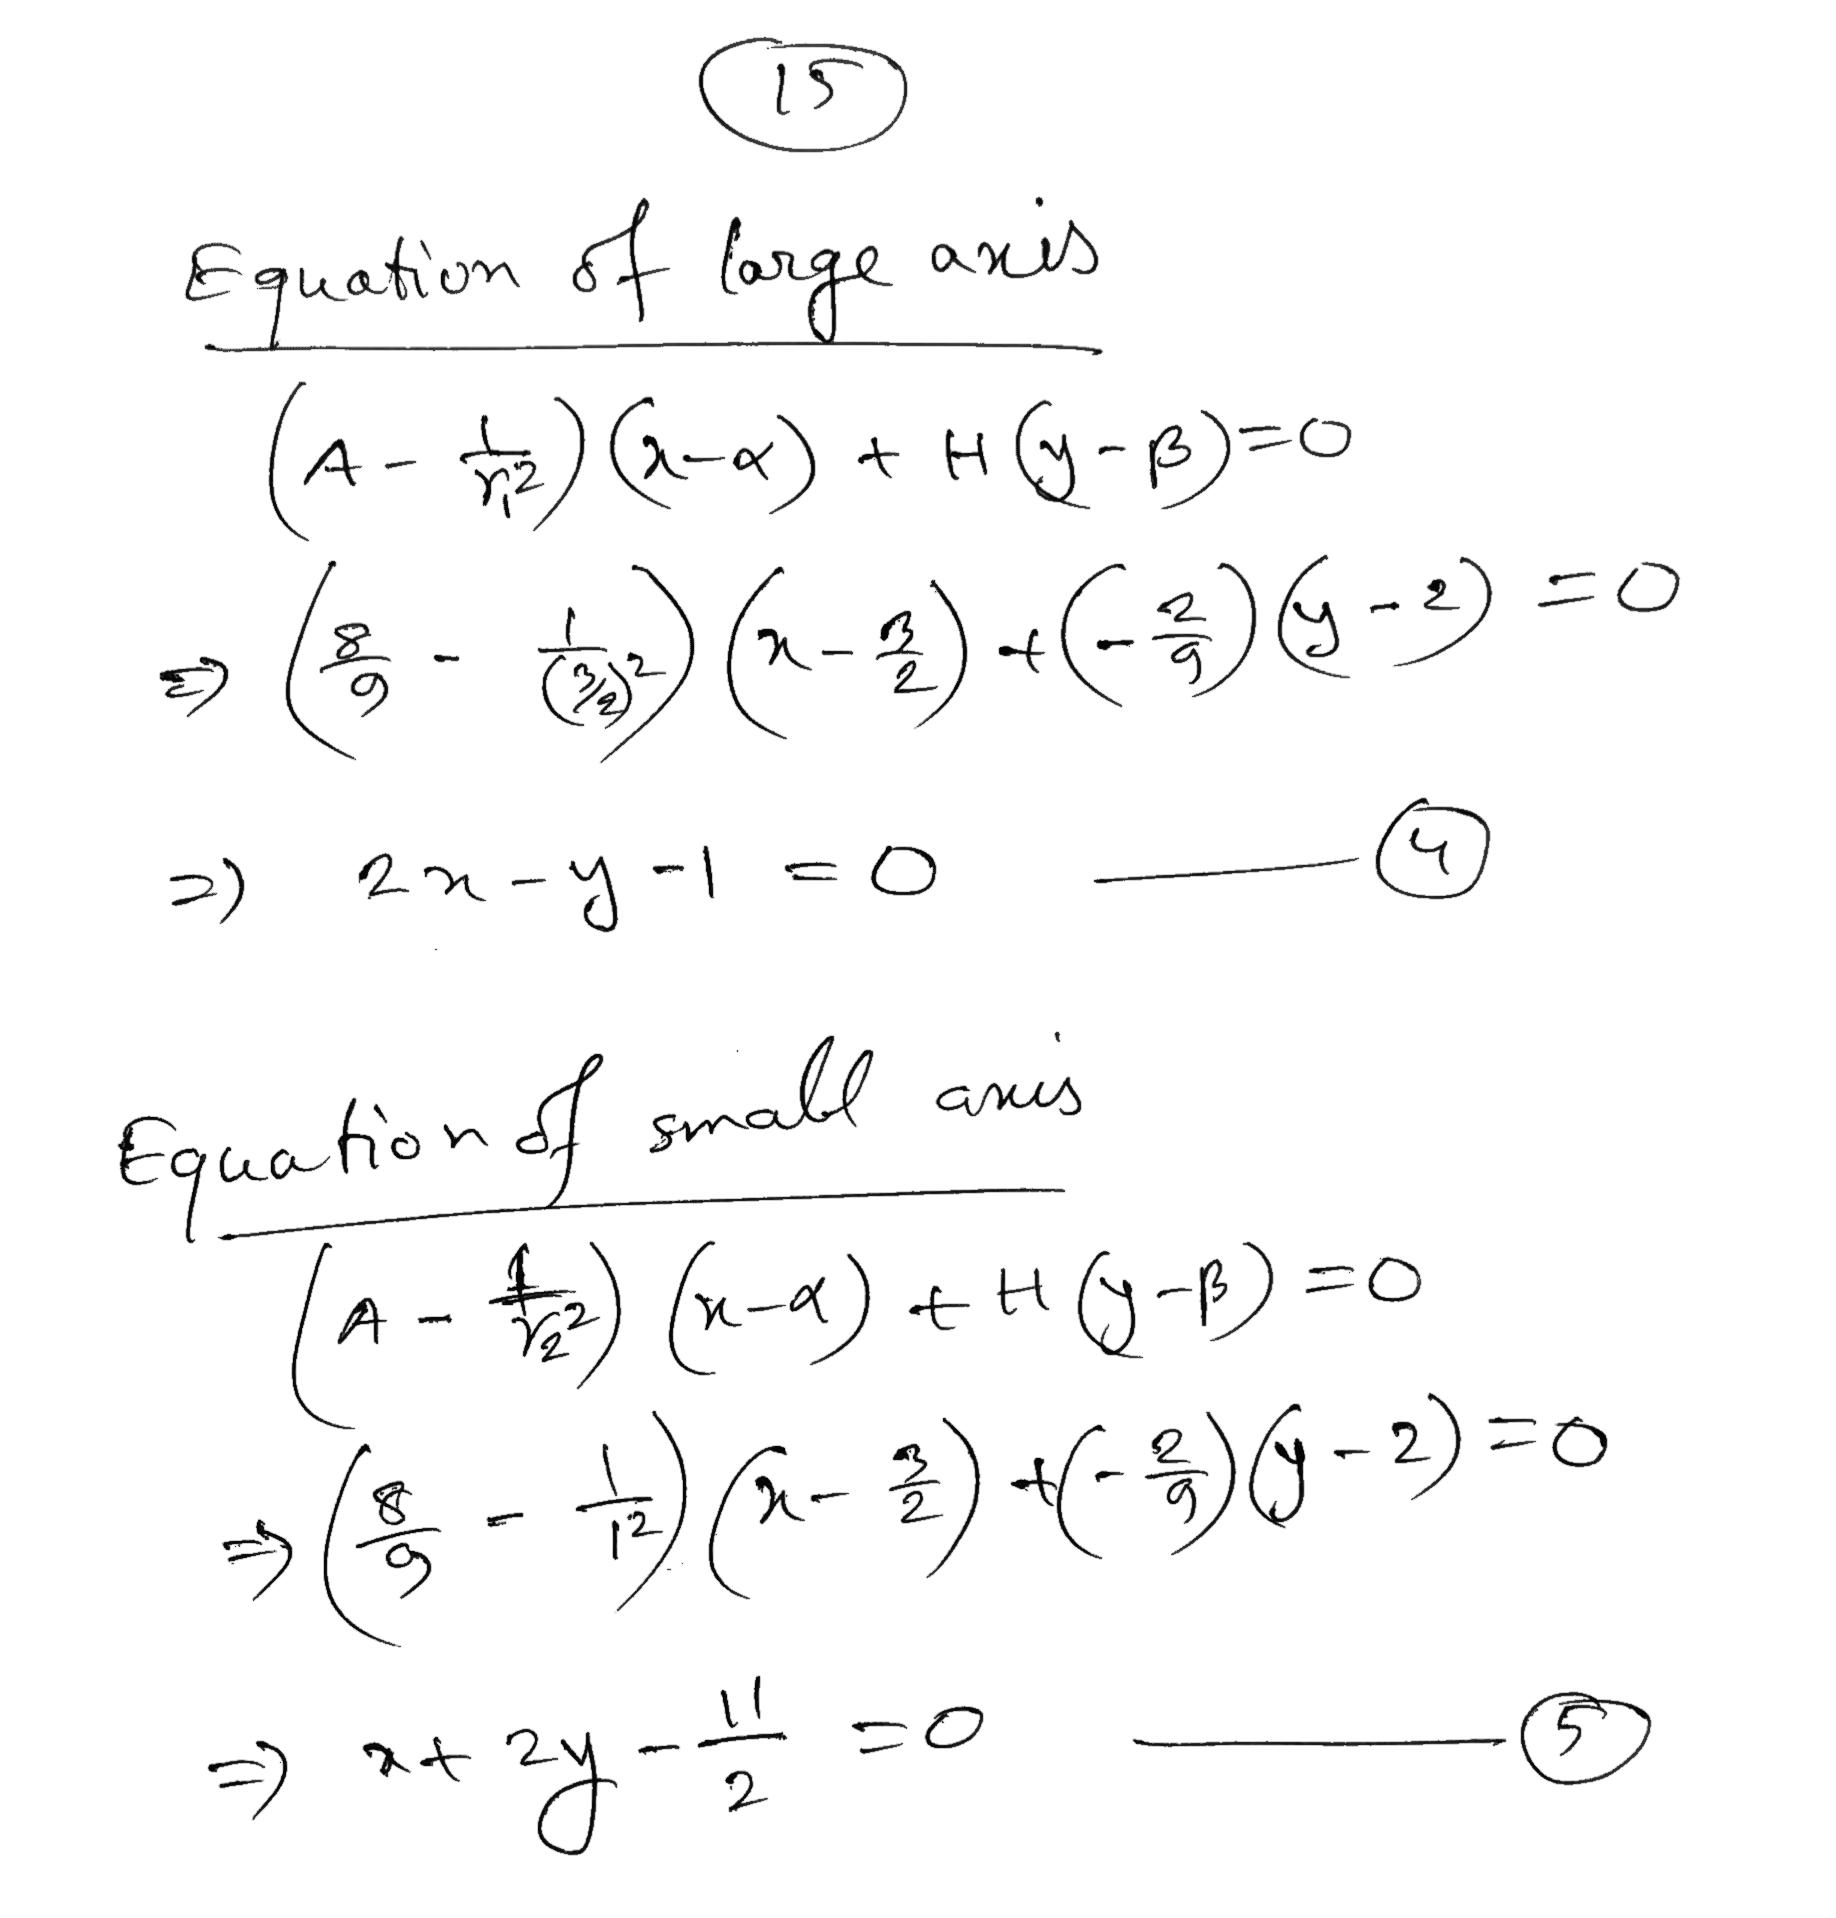 15
Equation of large axis
(A - 1/r₁²)(x-α) + H(y-β)=0
⇒ (8/9 - 1/(3/2)²)(x - 3/2) + (-2/9)(y-2) = 0
⇒ 2x-y-1 = 0 — 4
Equation of small axis
(A - 1/r₂²)(x-α) + H(y-β) = 0
⇒ (8/9 - 1/1²)(x - 3/2) + (-2/9)(y-2) = 0
⇒ x + 2y - 11/2 = 0 — 5